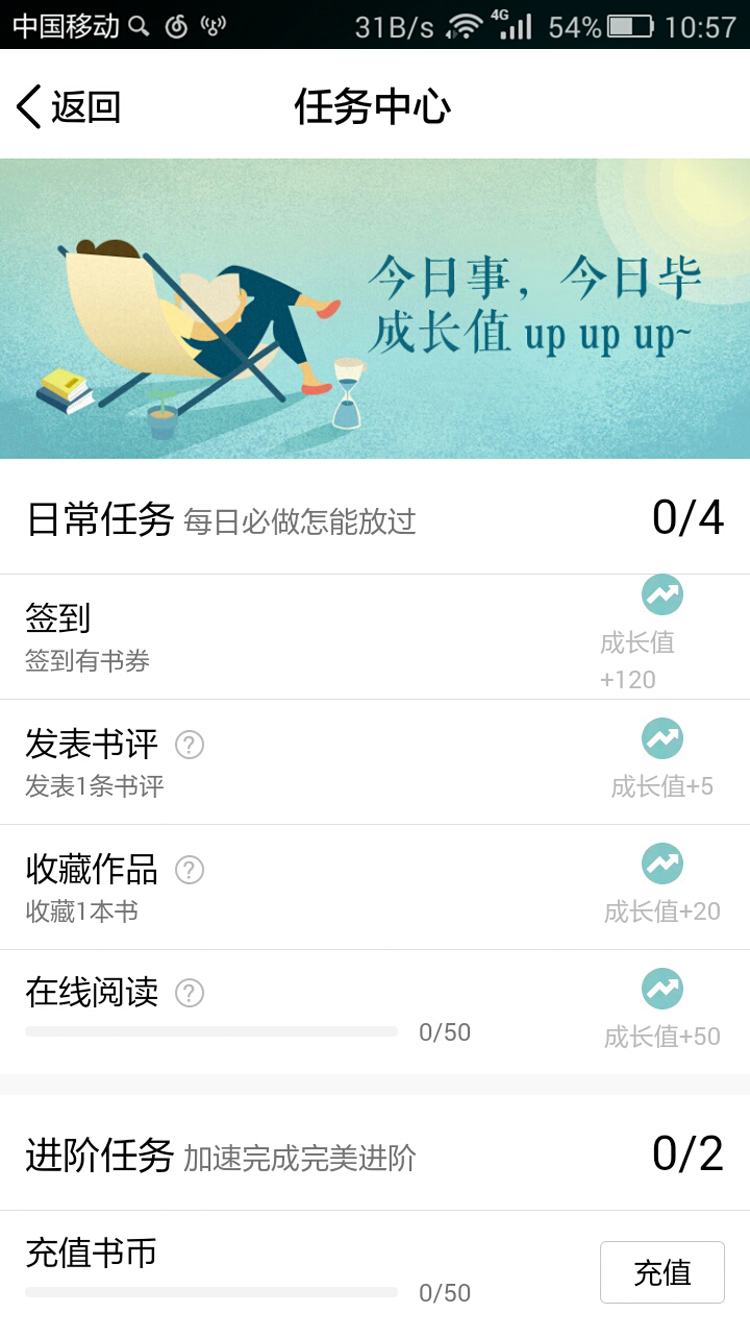 中国移动 31B/s 4G 54% 10:57
返回 任务中心
今日事，今日毕
成长值 up up up~
日常任务 每日必做怎能放过 0/4
签到
签到有书券
成长值
+120
发表书评 ?
发表1条书评
成长值+5
收藏作品 ?
收藏1本书
成长值+20
在线阅读 ?
0/50
成长值+50
进阶任务 加速完成完美进阶 0/2
充值书币
0/50
充值